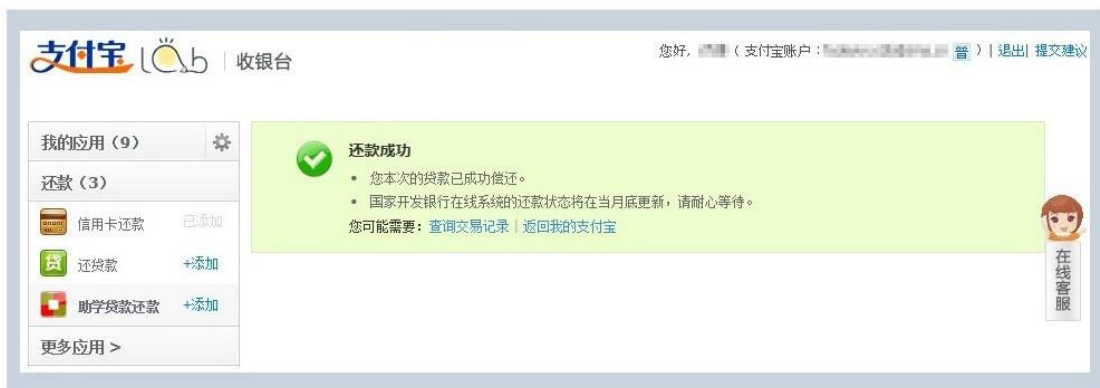 支付宝 Lab | 收银台
您好, （支付宝账户： 普 ）| 退出| 提交建议
我的应用（9）
还款（3）
信用卡还款 已添加
贷 还贷款 +添加
助学贷款还款 +添加
更多应用 >
还款成功
• 您本次的贷款已成功偿还。
• 国家开发银行在线系统的还款状态将在当月底更新，请耐心等待。
您可能需要：查询交易记录 | 返回我的支付宝
在线客服